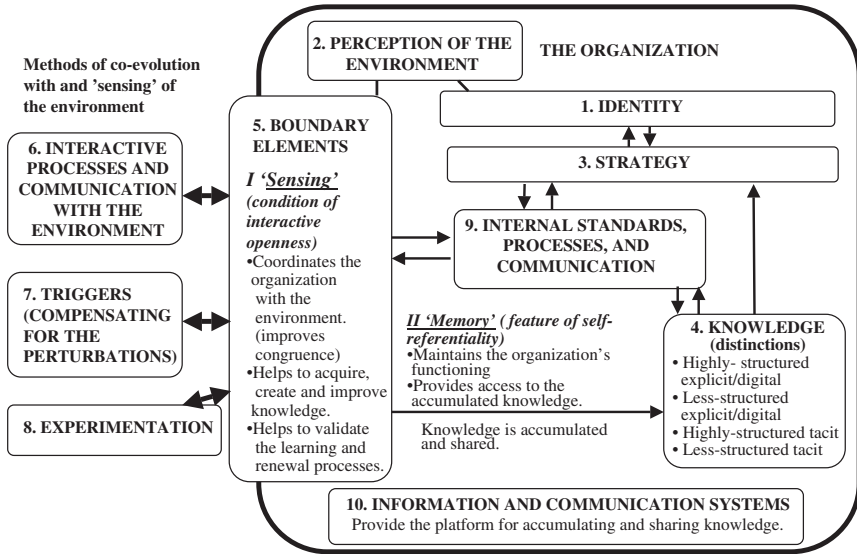 Methods of co-evolution
with and 'sensing' of
the environment
6. INTERACTIVE
PROCESSES AND
COMMUNICATION
WITH THE
ENVIRONMENT
7. TRIGGERS
(COMPENSATING
FOR THE
PERTURBATIONS)
8. EXPERIMENTATION
2. PERCEPTION OF THE
ENVIRONMENT
THE ORGANIZATION
1. IDENTITY
3. STRATEGY
5. BOUNDARY
ELEMENTS
I 'Sensing'
(condition of
interactive
openness)
•Coordinates the
organization
with the
environment.
(improves
congruence)
•Helps to acquire,
create and improve
knowledge.
•Helps to validate
the learning and
renewal processes.
9. INTERNAL STANDARDS,
PROCESSES, AND
COMMUNICATION
II 'Memory' ( feature of self-
referentiality)
•Maintains the organization's
functioning
•Provides access to the
accumulated knowledge.
Knowledge is accumulated
and shared.
4. KNOWLEDGE
(distinctions)
• Highly- structured
explicit/digital
• Less-structured
explicit/digital
• Highly-structured tacit
• Less-structured tacit
10. INFORMATION AND COMMUNICATION SYSTEMS
Provide the platform for accumulating and sharing knowledge.